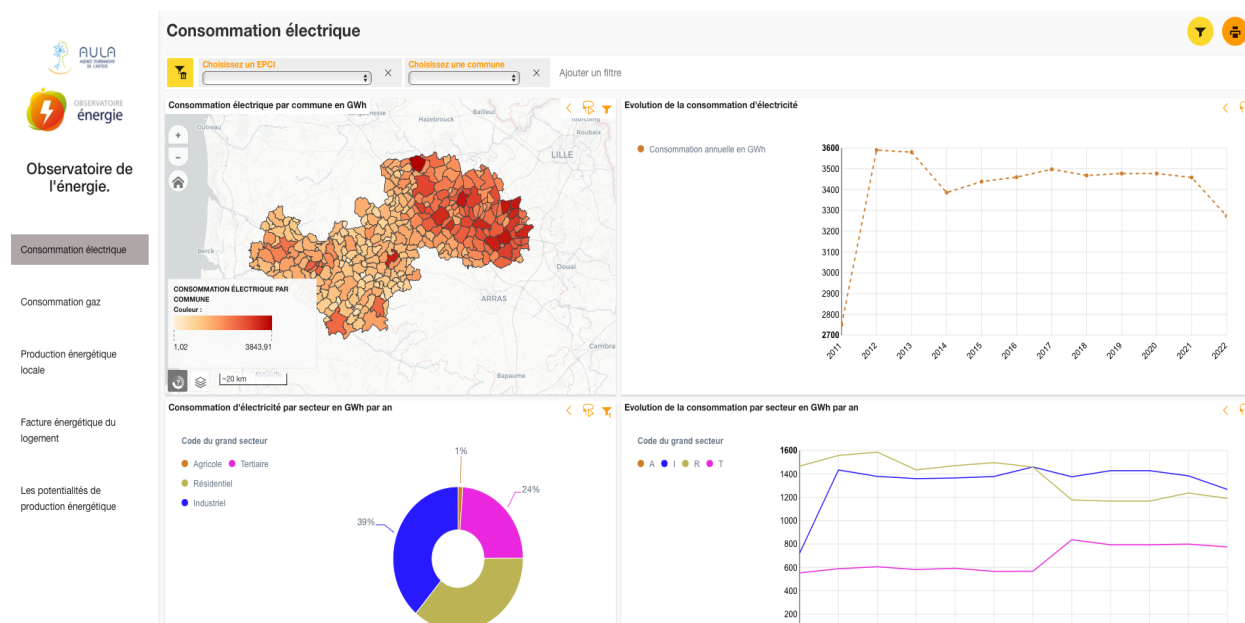 AULA
AGENCE D'URBANISME
DE L'ARTOIS
OBSERVATOIRE
énergie
Observatoire de
l'énergie.
Consommation électrique
Consommation gaz
Production énergétique
locale
Facture énergétique du
logement
Les potentialités de
production énergétique
Consommation électrique
Choisissez un EPCI
Choisissez une commune
Ajouter un filtre
Consommation électrique par commune en GWh
Outreau
Hazebrouck
Bailleul
Tourcoing
Roubaix
LILLE
Berck
Douai
ARRAS
Cambra
Bapaume
+
-
CONSOMMATION ÉLECTRIQUE PAR
COMMUNE
Couleur :
1,02
3843,91
~20 km
Evolution de la consommation d'électricité
Consommation annuelle en GWh
3600
3500
3400
3300
3200
3100
3000
2900
2800
2700
2011
2012
2013
2014
2015
2016
2017
2018
2019
2020
2021
2022
Consommation d'électricité par secteur en GWh par an
Code du grand secteur
Agricole
Tertiaire
Résidentiel
Industriel
1%
24%
39%
Evolution de la consommation par secteur en GWh par an
Code du grand secteur
A
I
R
T
1600
1400
1200
1000
800
600
400
200